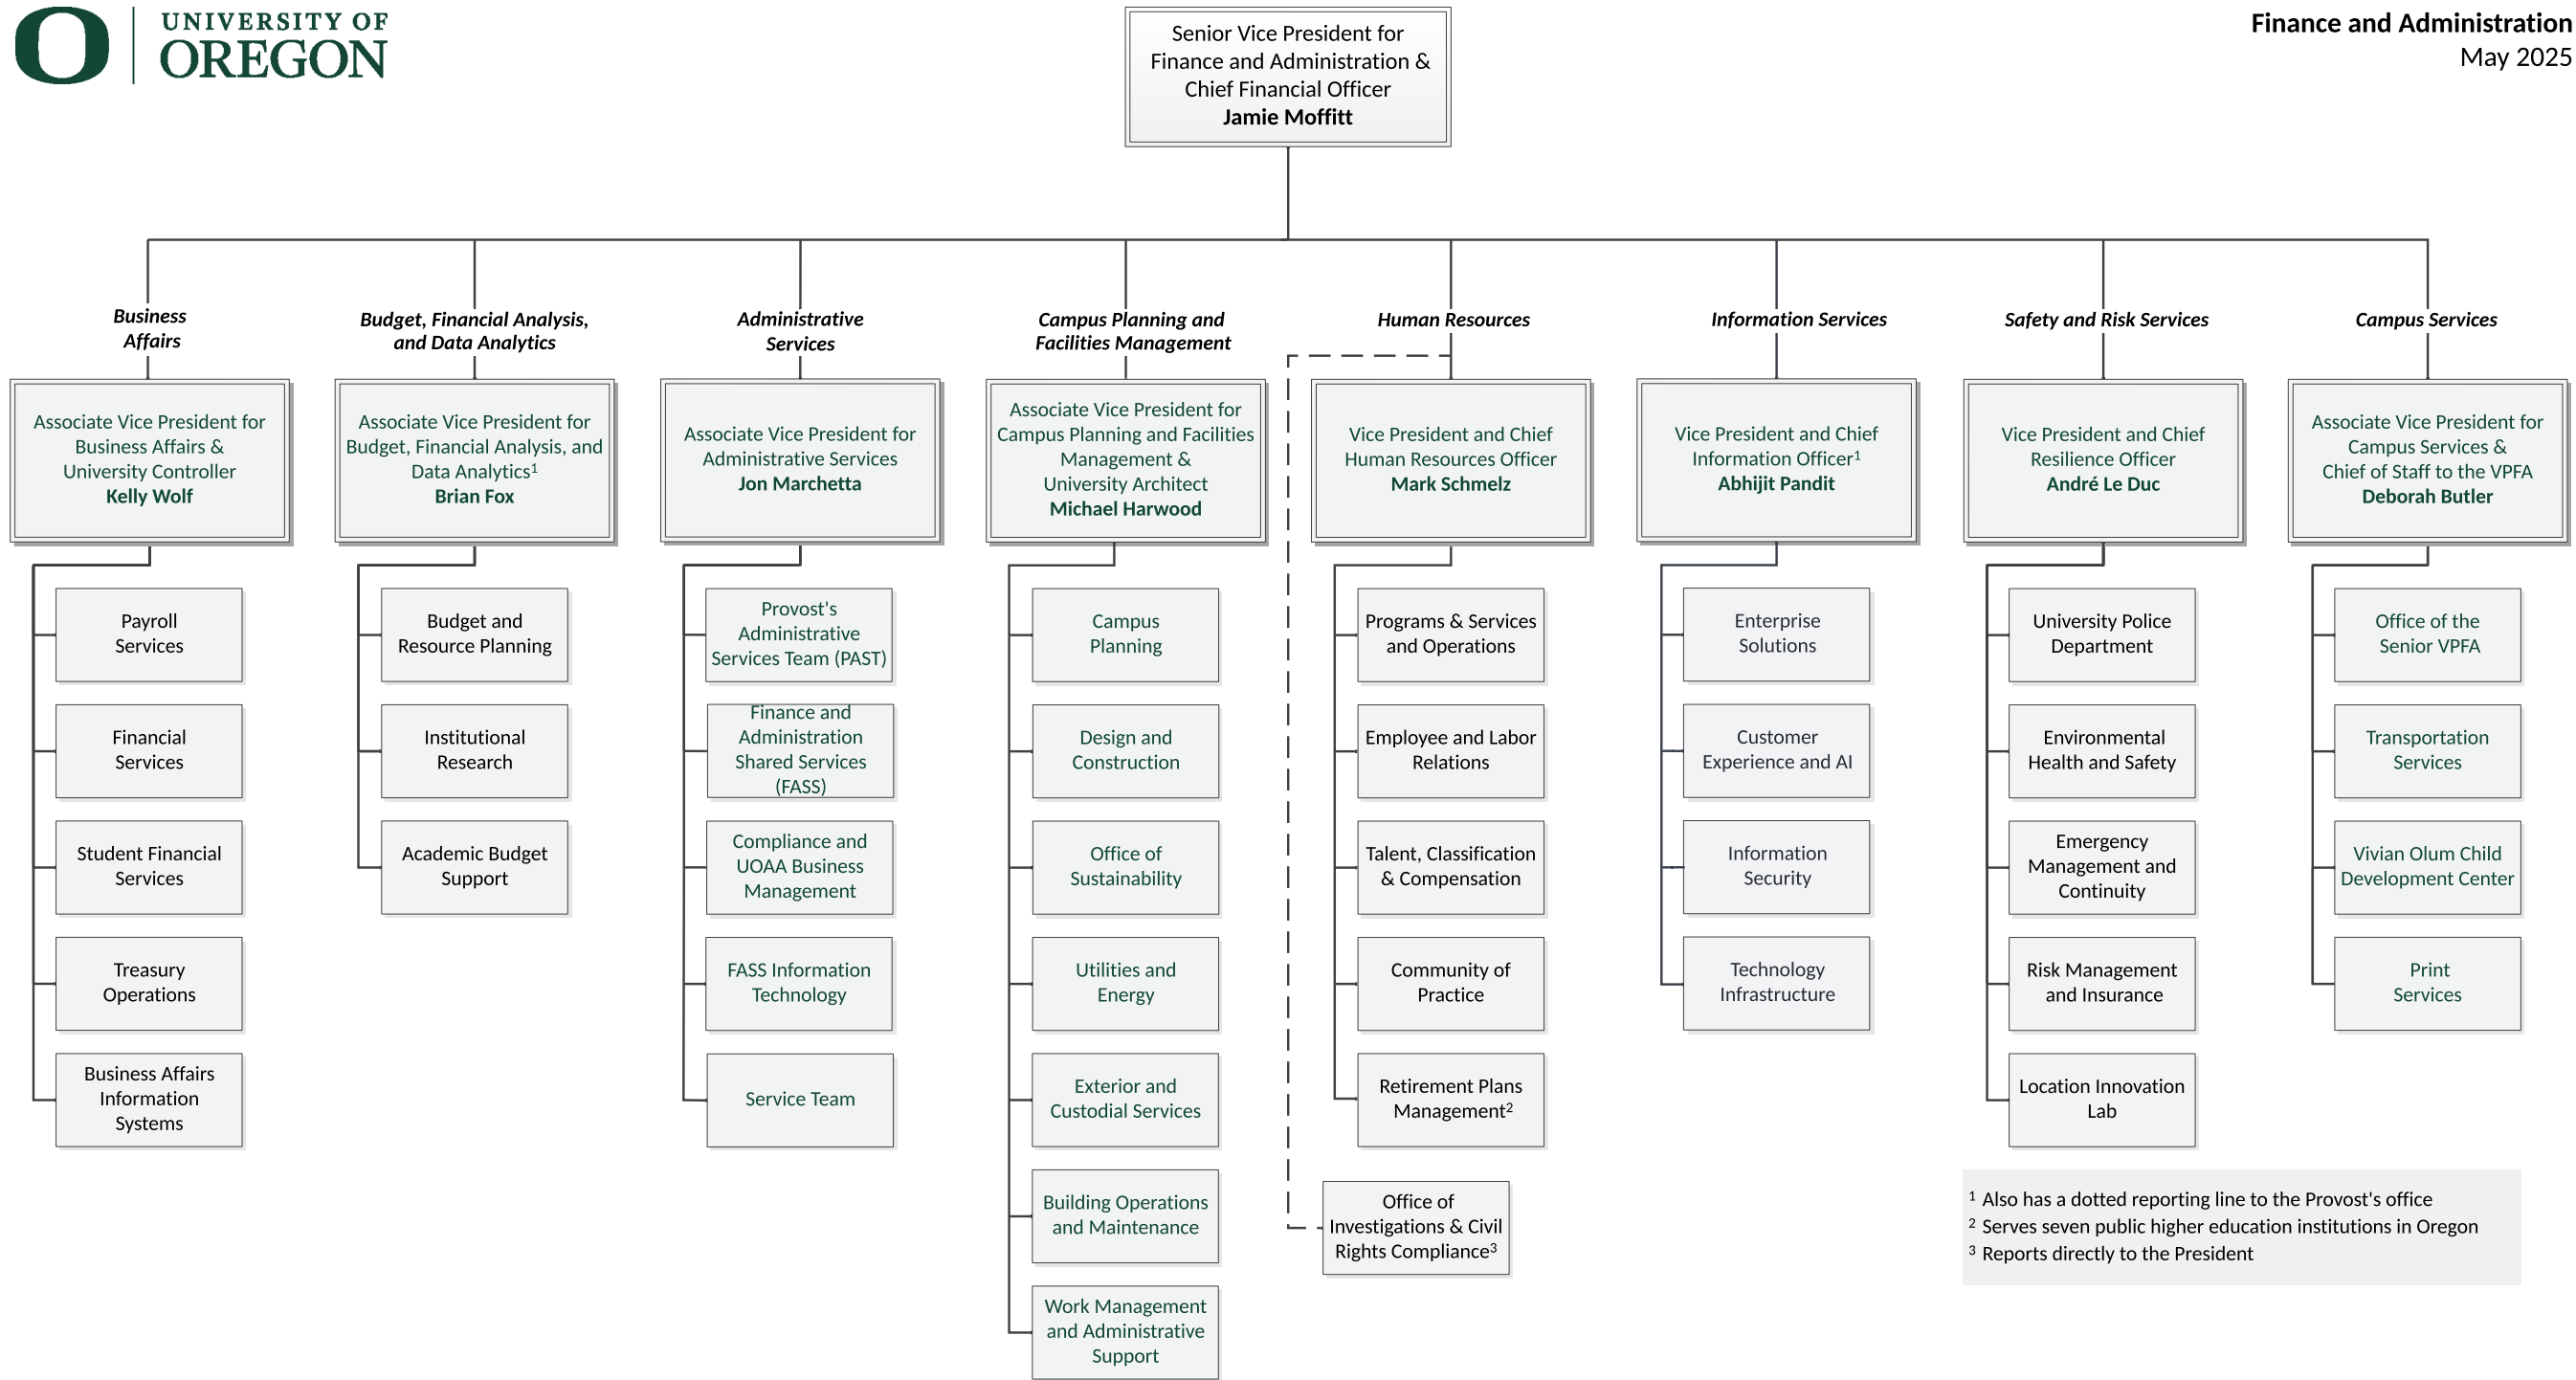 UNIVERSITY OF
OREGON
Senior Vice President for
Finance and Administration &
Chief Financial Officer
Jamie Moffitt
Finance and Administration
May 2025
Business
Affairs
Associate Vice President for
Business Affairs &
University Controller
Kelly Wolf
Payroll
Services
Financial
Services
Student Financial
Services
Treasury
Operations
Business Affairs
Information
Systems
Budget, Financial Analysis,
and Data Analytics
Associate Vice President for
Budget, Financial Analysis, and
Data Analytics¹
Brian Fox
Budget and
Resource Planning
Institutional
Research
Academic Budget
Support
Administrative
Services
Associate Vice President for
Administrative Services
Jon Marchetta
Provost's
Administrative
Services Team (PAST)
Finance and
Administration
Shared Services
(FASS)
Compliance and
UOAA Business
Management
FASS Information
Technology
Service Team
Campus Planning and
Facilities Management
Associate Vice President for
Campus Planning and Facilities
Management &
University Architect
Michael Harwood
Campus
Planning
Design and
Construction
Office of
Sustainability
Utilities and
Energy
Exterior and
Custodial Services
Building Operations
and Maintenance
Work Management
and Administrative
Support
Human Resources
Vice President and Chief
Human Resources Officer
Mark Schmelz
Programs & Services
and Operations
Employee and Labor
Relations
Talent, Classification
& Compensation
Community of
Practice
Retirement Plans
Management²
Office of
Investigations & Civil
Rights Compliance³
Information Services
Vice President and Chief
Information Officer¹
Abhijit Pandit
Enterprise
Solutions
Customer
Experience and AI
Information
Security
Technology
Infrastructure
Safety and Risk Services
Vice President and Chief
Resilience Officer
André Le Duc
University Police
Department
Environmental
Health and Safety
Emergency
Management and
Continuity
Risk Management
and Insurance
Location Innovation
Lab
Campus Services
Associate Vice President for
Campus Services &
Chief of Staff to the VPFA
Deborah Butler
Office of the
Senior VPFA
Transportation
Services
Vivian Olum Child
Development Center
Print
Services
¹ Also has a dotted reporting line to the Provost's office
² Serves seven public higher education institutions in Oregon
³ Reports directly to the President